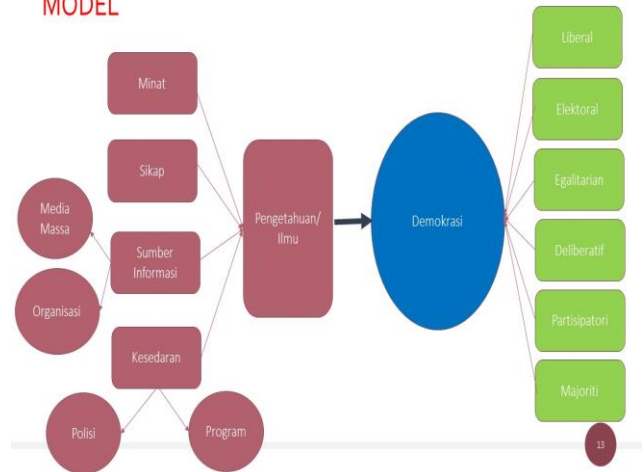 MODEL
Minat
Sikap
Media
Massa
Sumber
Informasi
Organisasi
Kesedaran
Polisi
Program
Pengetahuan/
Ilmu
Demokrasi
Liberal
Elektoral
Egalitarian
Deliberatif
Partisipatori
Majoriti
13